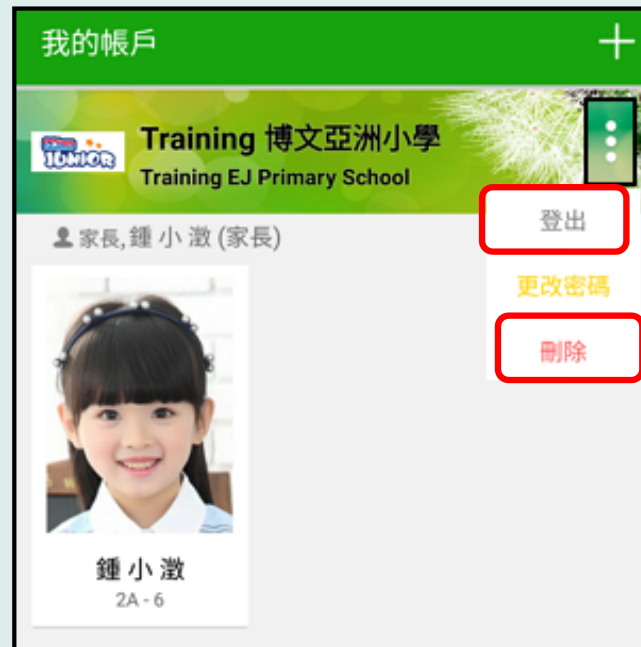 我的帳戶
Training 博文亞洲小學
JUNIOR
Training EJ Primary School
登出
家長, 鍾 小 澂 (家長)
更改密碼
刪除
鍾 小 澂
2A - 6